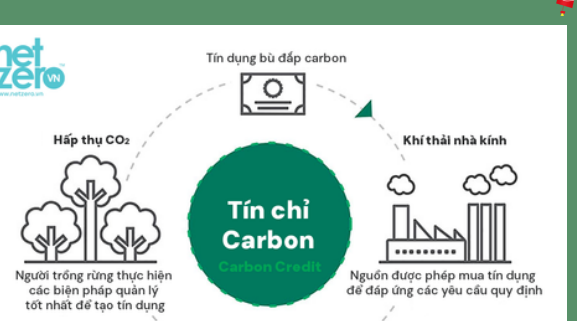 net
zero VN
www.netzero.vn
Tín dụng bù đắp carbon
Hấp thụ CO₂
Khí thải nhà kính
Tín chỉ
Carbon
Carbon Credit
Người trồng rừng thực hiện
các biện pháp quản lý
tốt nhất để tạo tín dụng
Nguồn được phép mua tín dụng
để đáp ứng các yêu cầu quy định